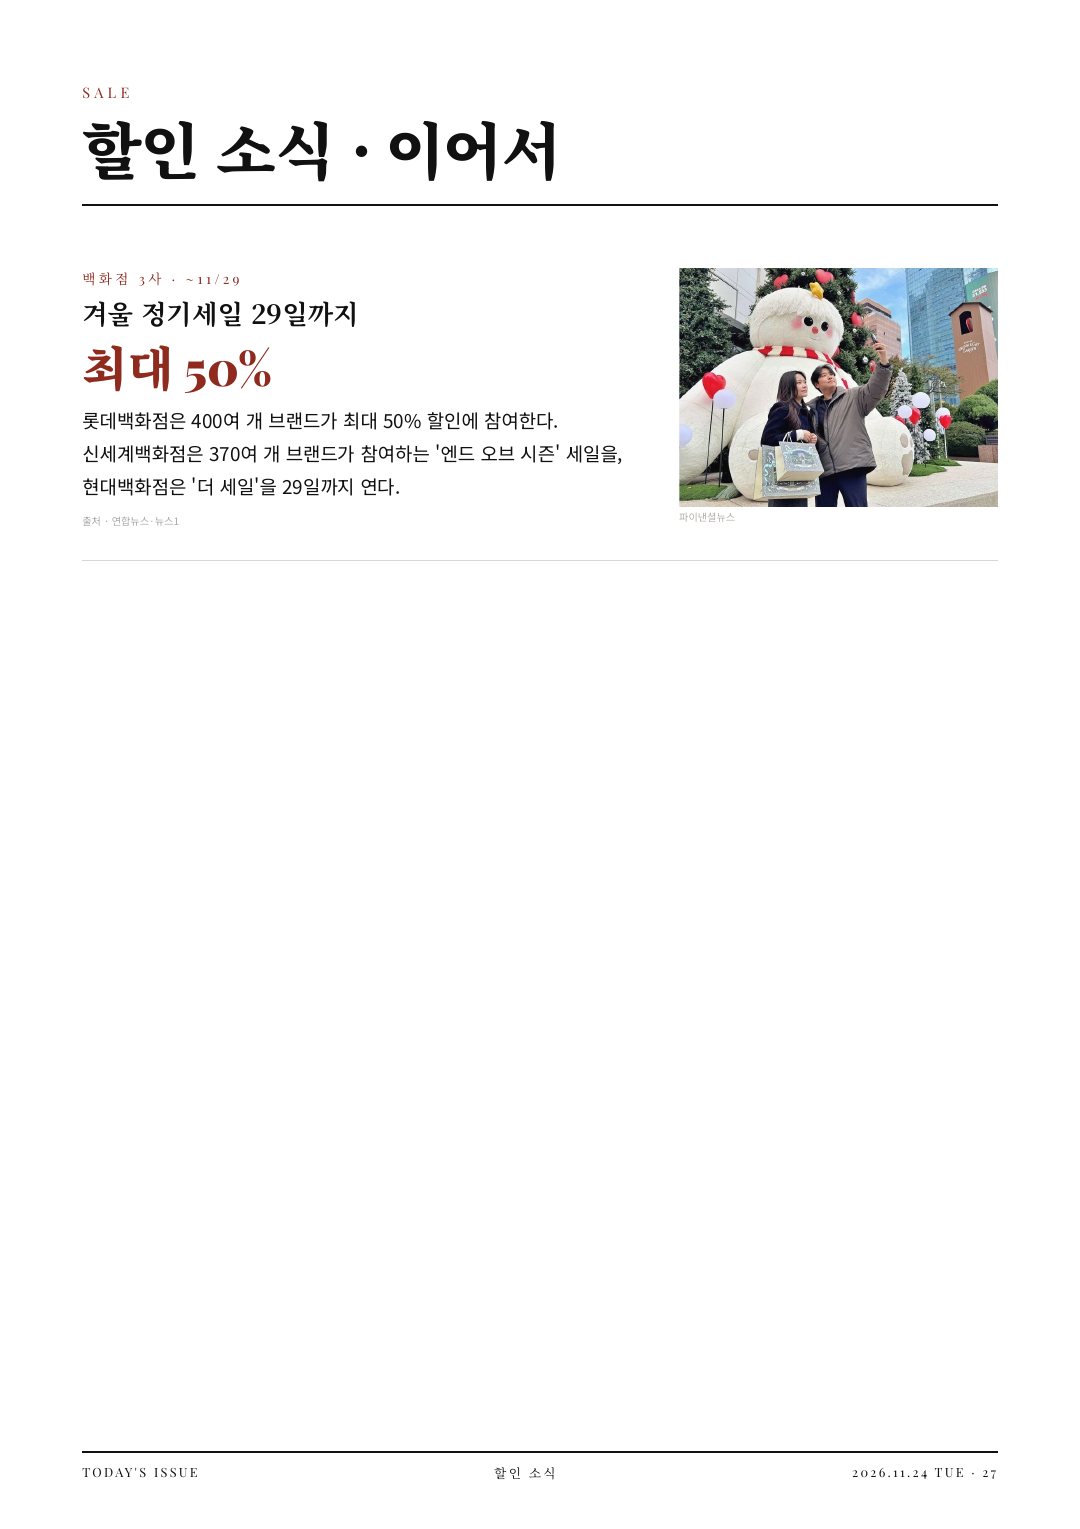 SALE
할인 소식 · 이어서
백화점 3사 · ~11/29
겨울 정기세일 29일까지
최대 50%
롯데백화점은 400여 개 브랜드가 최대 50% 할인에 참여한다.
신세계백화점은 370여 개 브랜드가 참여하는 '엔드 오브 시즌' 세일을,
현대백화점은 '더 세일'을 29일까지 연다.
출처 · 연합뉴스·뉴스1
파이낸셜뉴스
TODAY'S ISSUE
할인 소식
2026.11.24 TUE · 27